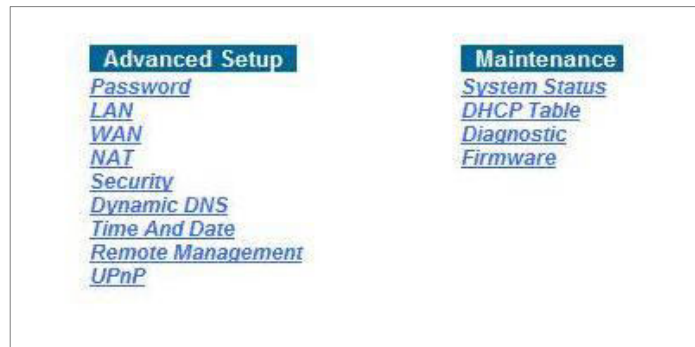 Advanced Setup
Password
LAN
WAN
NAT
Security
Dynamic DNS
Time And Date
Remote Management
UPnP
Maintenance
System Status
DHCP Table
Diagnostic
Firmware